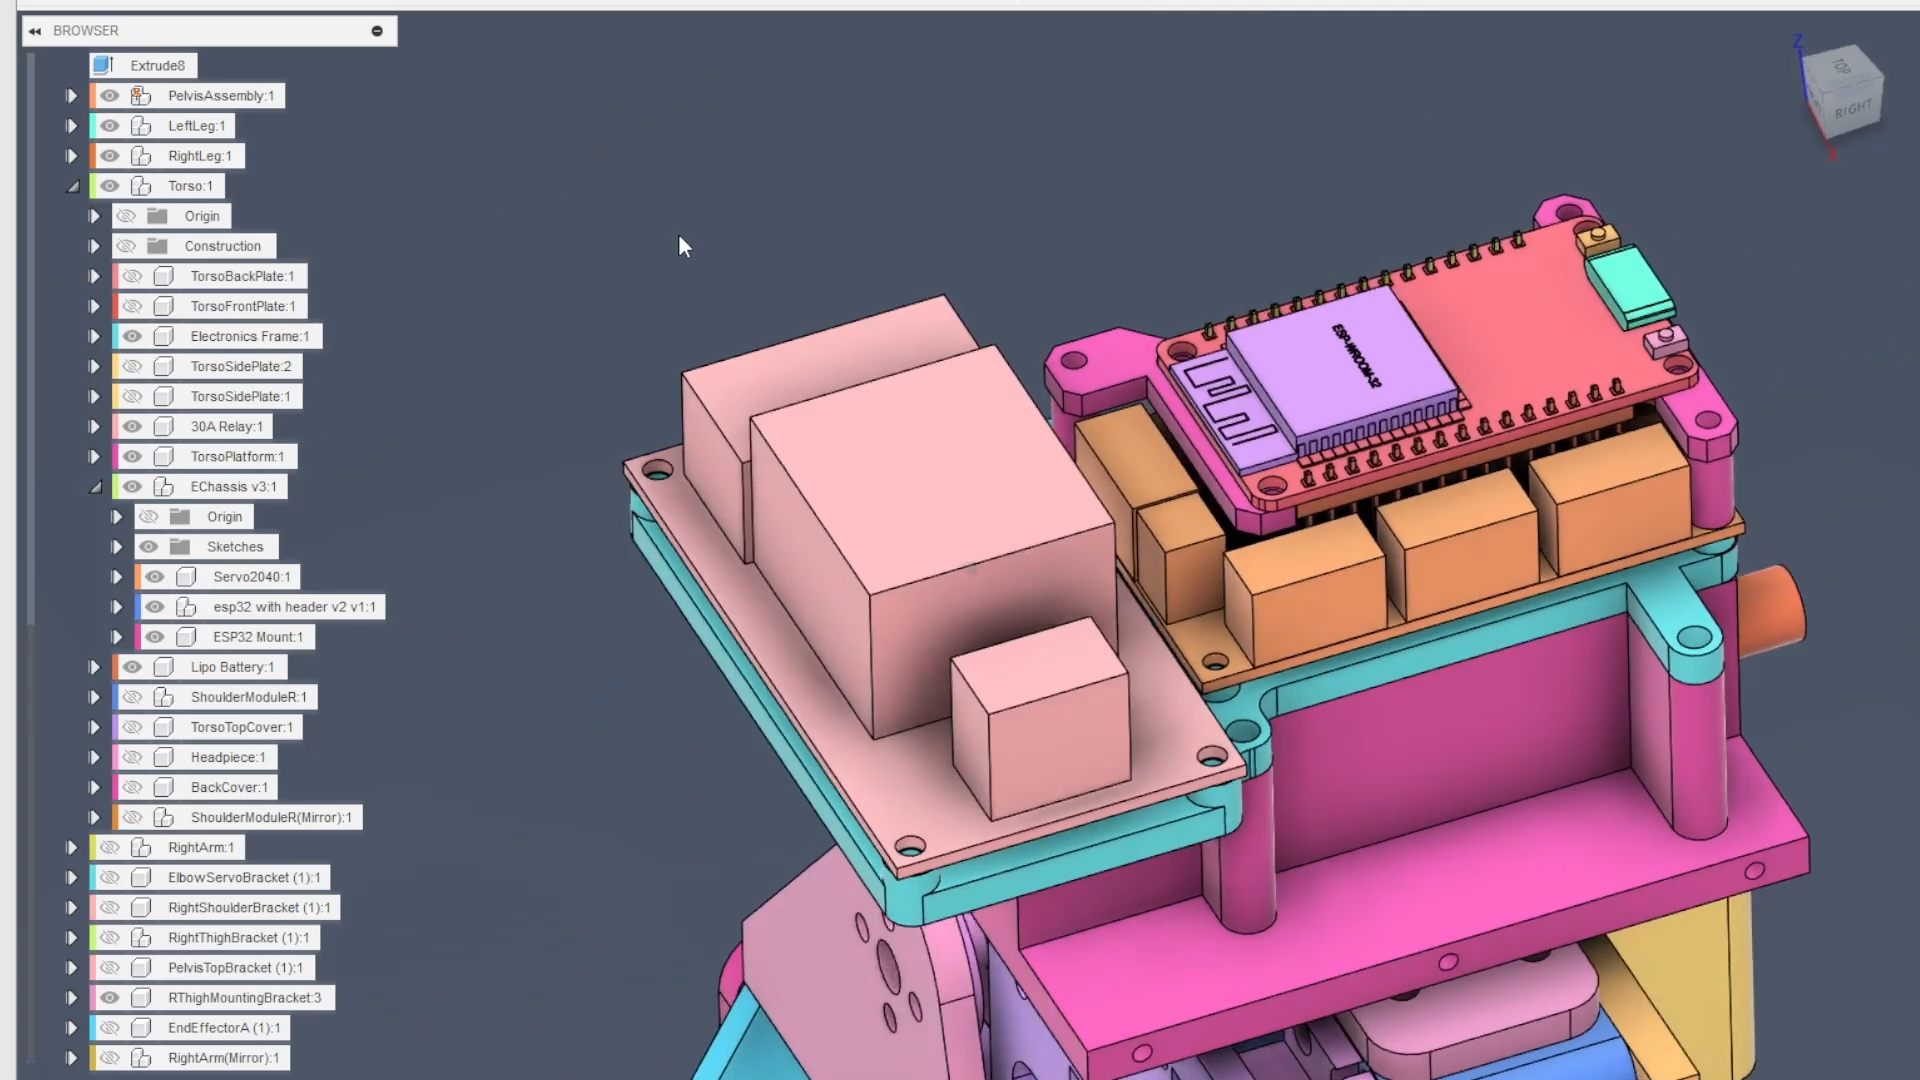 BROWSER
Extrude8
PelvisAssembly:1
LeftLeg:1
RightLeg:1
Torso:1
Origin
Construction
TorsoBackPlate:1
TorsoFrontPlate:1
Electronics Frame:1
TorsoSidePlate:2
TorsoSidePlate:1
30A Relay:1
TorsoPlatform:1
EChassis v3:1
Origin
Sketches
Servo2040:1
esp32 with header v2 v1:1
ESP32 Mount:1
Lipo Battery:1
ShoulderModuleR:1
TorsoTopCover:1
Headpiece:1
BackCover:1
ShoulderModuleR(Mirror):1
RightArm:1
ElbowServoBracket (1):1
RightShoulderBracket (1):1
RightThighBracket (1):1
PelvisTopBracket (1):1
RThighMountingBracket:3
EndEffectorA (1):1
RightArm(Mirror):1
Z
TOP
RIGHT
X
ESP-WROOM-32